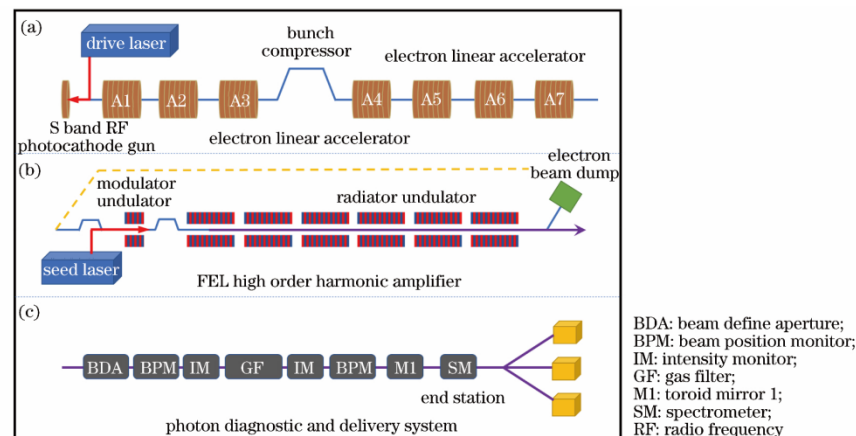 (a)
drive laser
bunch
compressor
electron linear accelerator
A1
A2
A3
A4
A5
A6
A7
S band RF
photocathode gun
electron linear accelerator
(b)
electron
beam dump
modulator
undulator
radiator undulator
seed laser
FEL high order harmonic amplifier
(c)
BDA
BPM
IM
GF
IM
BPM
M1
SM
end station
photon diagnostic and delivery system
BDA: beam define aperture;
BPM: beam position monitor;
IM: intensity monitor;
GF: gas filter;
M1: toroid mirror 1;
SM: spectrometer;
RF: radio frequency